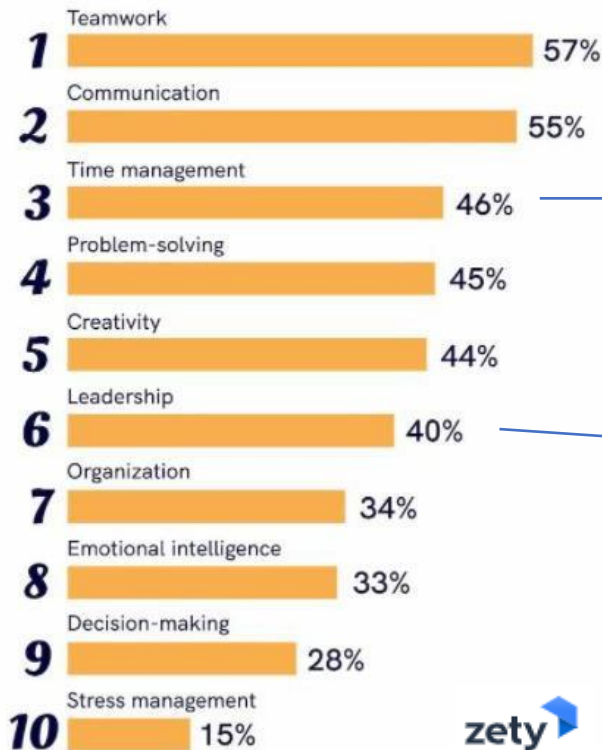 Teamwork
1 57%
Communication
2 55%
Time management
3 46%
Problem-solving
4 45%
Creativity
5 44%
Leadership
6 40%
Organization
7 34%
Emotional intelligence
8 33%
Decision-making
9 28%
Stress management
10 15%
zety